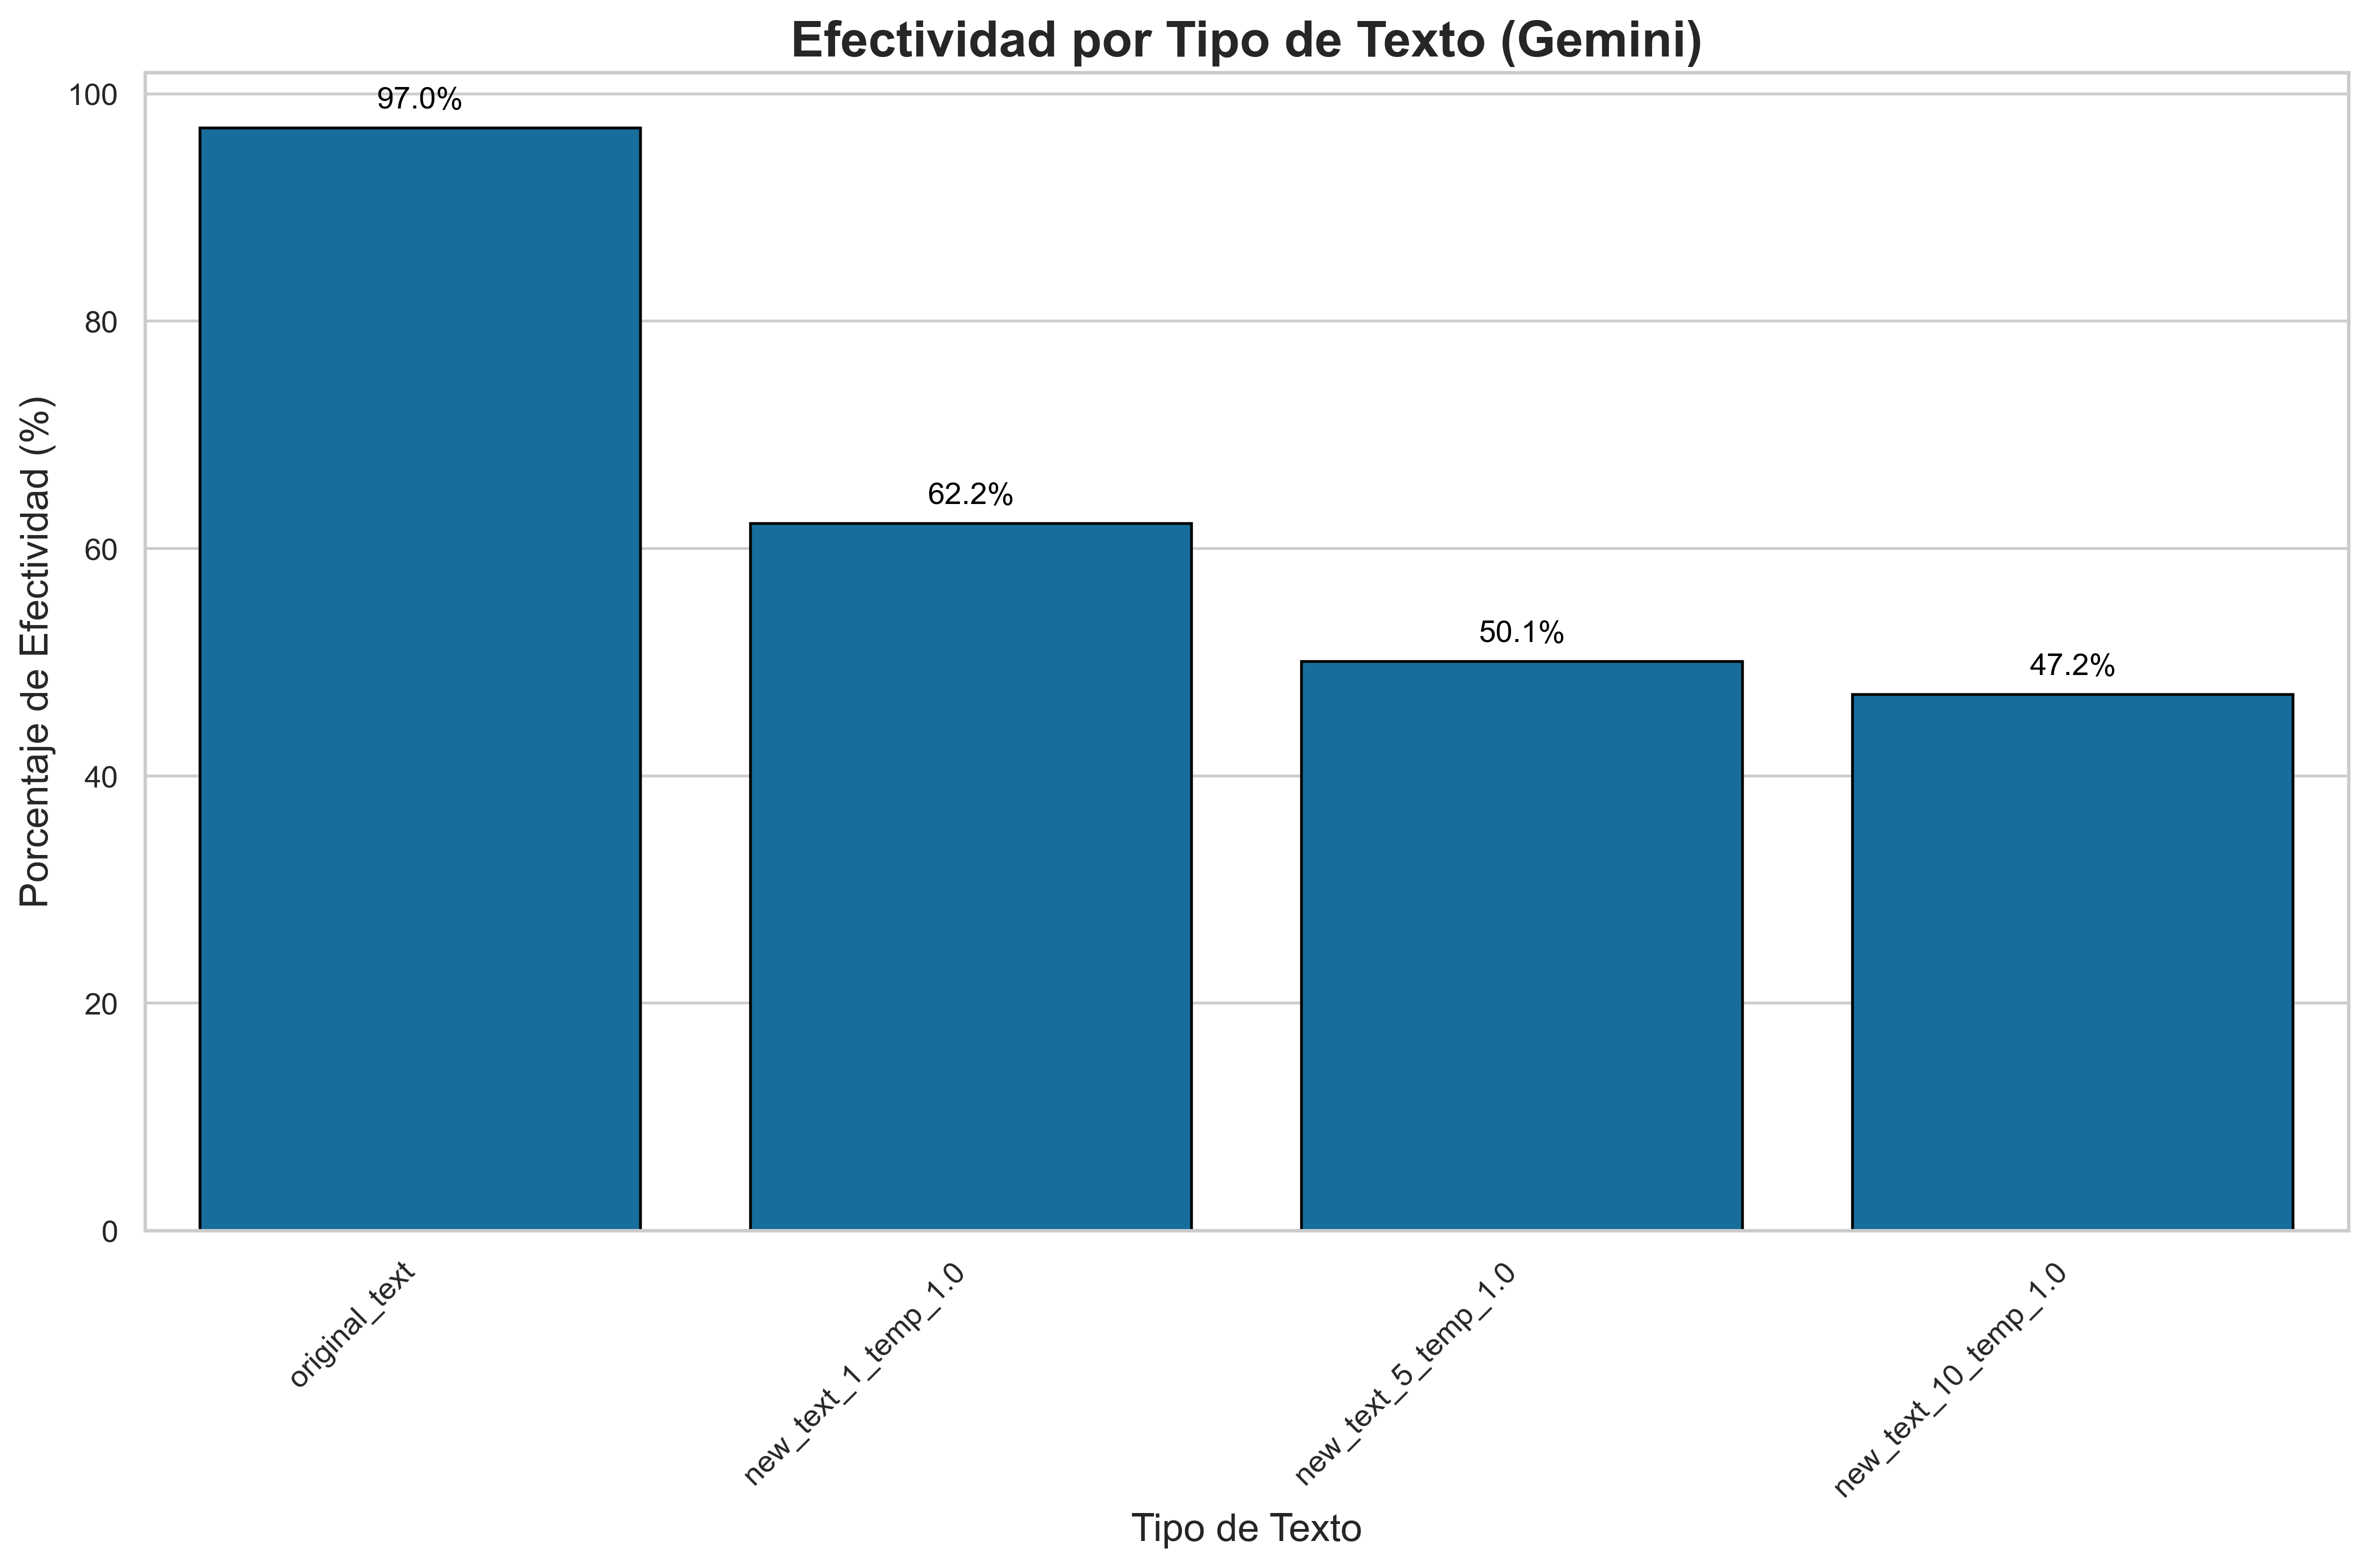 Efectividad por Tipo de Texto (Gemini)
Porcentaje de Efectividad (%)
100
80
60
40
20
0
97.0%
62.2%
50.1%
47.2%
original_text
new_text_1_temp_1.0
new_text_5_temp_1.0
new_text_10_temp_1.0
Tipo de Texto